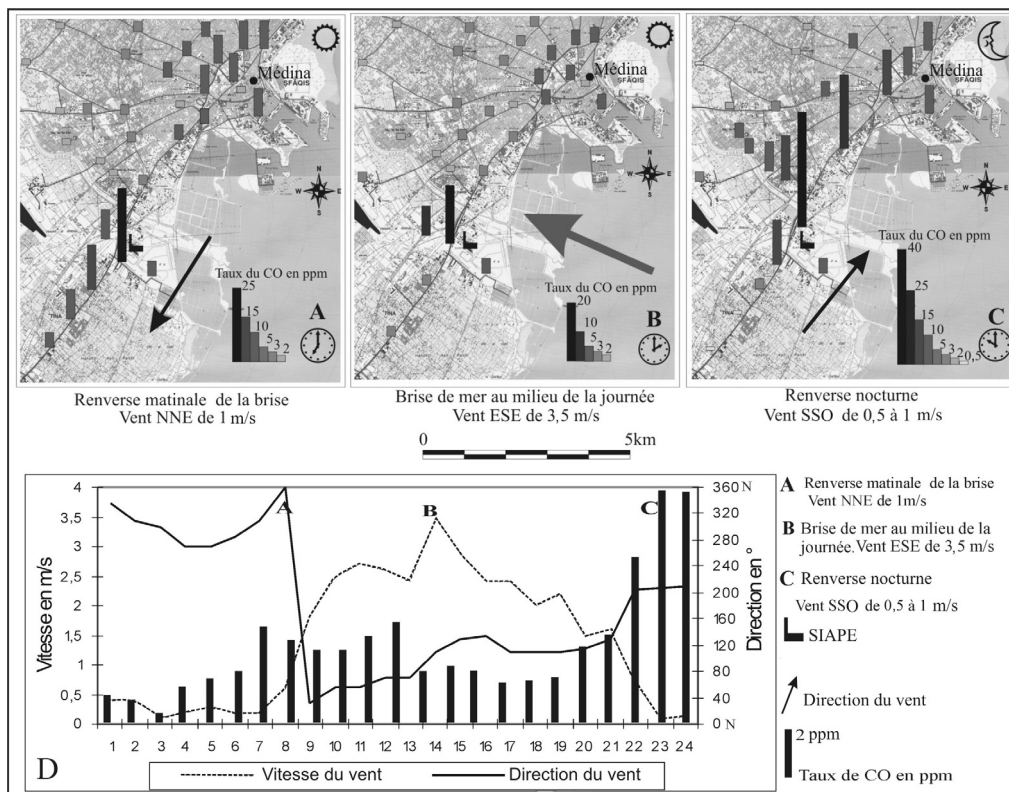 Médina
SFAQIS
N
W E
S
Taux du CO en ppm
25
15
10
5
3
2
TINA
A
Médina
SFAQIS
N
W E
S
Taux du CO en ppm
20
10
5
3
2
TINA
B
Médina
SFAQIS
N
W E
S
Taux du CO en ppm
40
25
15
10
5
3
2
0,5
C
Renverse matinale de la brise
Vent NNE de 1 m/s
Brise de mer au milieu de la journée
Vent ESE de 3,5 m/s
Renverse nocturne
Vent SSO de 0,5 à 1 m/s
0 5km
4
3,5
3
2,5
2
1,5
1
0,5
0
Vitesse en m/s
A
B
C
360 N
320
280
240
200
160
120
80
40
0 N
Direction en °
1 2 3 4 5 6 7 8 9 10 11 12 13 14 15 16 17 18 19 20 21 22 23 24
D
Vitesse du vent Direction du vent
A Renverse matinale de la brise
Vent NNE de 1m/s
B Brise de mer au milieu de la
journée. Vent ESE de 3,5 m/s
C Renverse nocturne
Vent SSO de 0,5 à 1 m/s
SIAPE
Direction du vent
2 ppm
Taux de CO en ppm